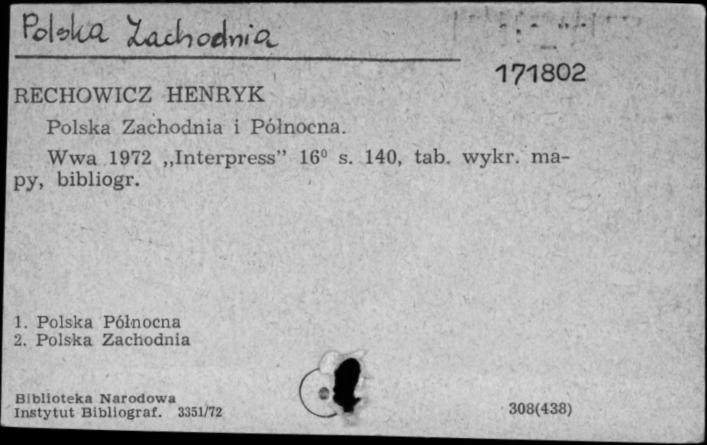 Polska Zachodnia
171802
RECHOWICZ HENRYK
Polska Zachodnia i Północna.
Wwa 1972 „Interpress” 16⁰ s. 140, tab. wykr. ma-
py, bibliogr.
1. Polska Północna
2. Polska Zachodnia
Biblioteka Narodowa
Instytut Bibliograf. 3351/72
308(438)